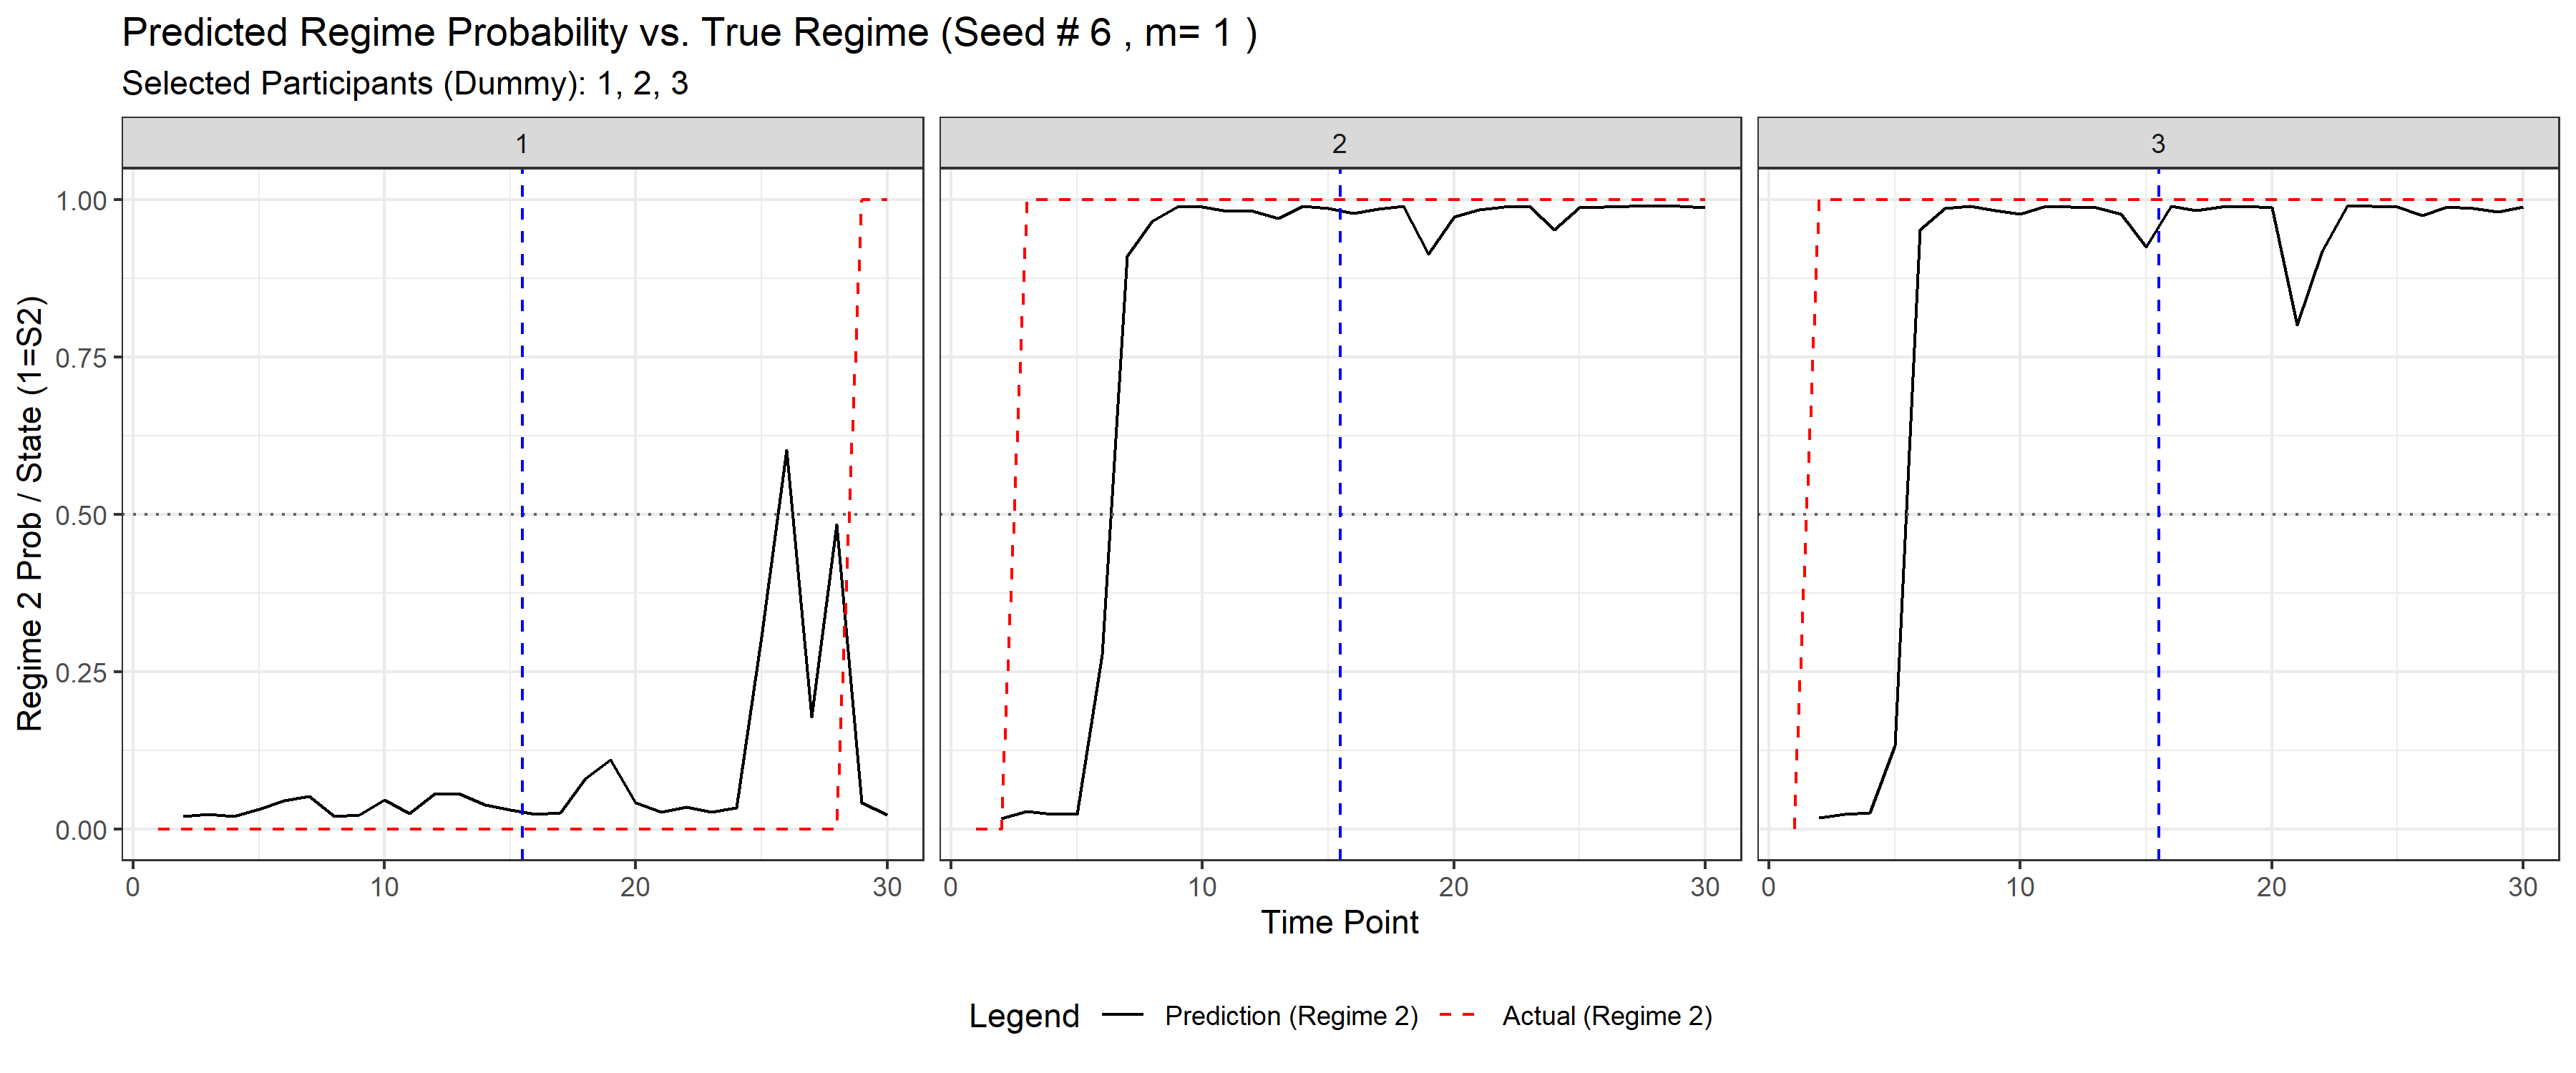 Predicted Regime Probability vs. True Regime (Seed # 6 , m= 1 )
Selected Participants (Dummy): 1, 2, 3
1
2
3
Regime 2 Prob / State (1=S2)
1.00
0.75
0.50
0.25
0.00
0 10 20 30
0 10 20 30
0 10 20 30
Time Point
Legend Prediction (Regime 2) Actual (Regime 2)